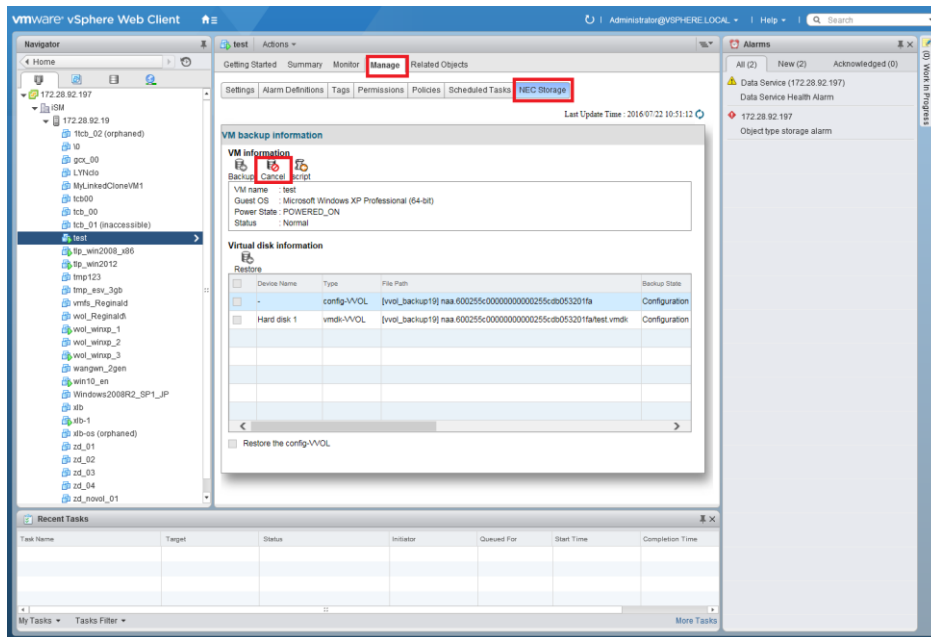 vmware® vSphere Web Client
Administrator@VSPHERE.LOCAL
Help
Search
Navigator
Home
172.28.92.197
iSM
172.28.92.19
1tcb_02 (orphaned)
\0
gcx_00
LYNclo
MyLinkedCloneVM1
tcb00
tcb_00
tcb_01 (inaccessible)
test
tlp_win2008_x86
tlp_win2012
tmp123
tmp_esv_3gb
vmfs_Reginald
wol_Reginald\
wol_winxp_1
wol_winxp_2
wol_winxp_3
wangwn_2gen
win10_en
Windows2008R2_SP1_JP
xlb
xlb-1
xlb-os (orphaned)
zd_01
zd_02
zd_03
zd_04
zd_novol_01
test Actions
Getting Started Summary Monitor Manage Related Objects
Settings Alarm Definitions Tags Permissions Policies Scheduled Tasks NEC Storage
Last Update Time : 2016/07/22 10:51:12
VM backup information
VM information
Backup Cancel script
VM name : test
Guest OS : Microsoft Windows XP Professional (64-bit)
Power State : POWERED_ON
Status : Normal
Virtual disk information
Restore
Device Name Type File Path Backup State
- config-VVOL [vvol_backup19] naa.600255c00000000000255cdb053201fa Configuration
Hard disk 1 vmdk-VVOL [vvol_backup19] naa.600255c00000000000255cdb053201fa/test.vmdk Configuration
Restore the config-VVOL
Alarms
All (2) New (2) Acknowledged (0)
Data Service (172.28.92.197)
Data Service Health Alarm
172.28.92.197
Object type storage alarm
(0) Work In Progress
Recent Tasks
Task Name Target Status Initiator Queued For Start Time Completion Time
My Tasks Tasks Filter More Tasks